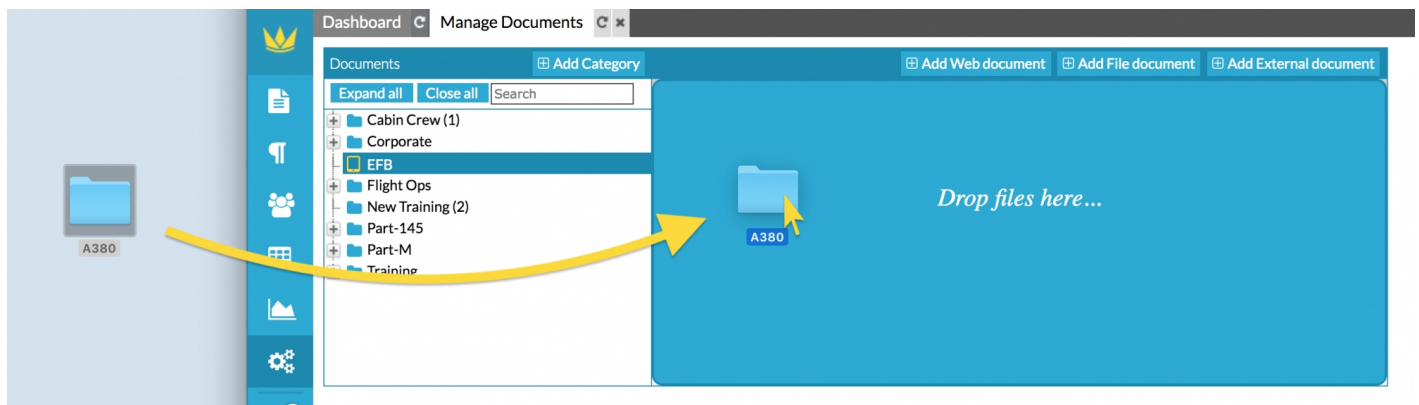 Dashboard
Manage Documents
Documents
Add Category
Add Web document
Add File document
Add External document
Expand all
Close all
Search
Cabin Crew (1)
Corporate
EFB
Flight Ops
New Training (2)
Part-145
Part-M
Training
A380
A380
Drop files here...